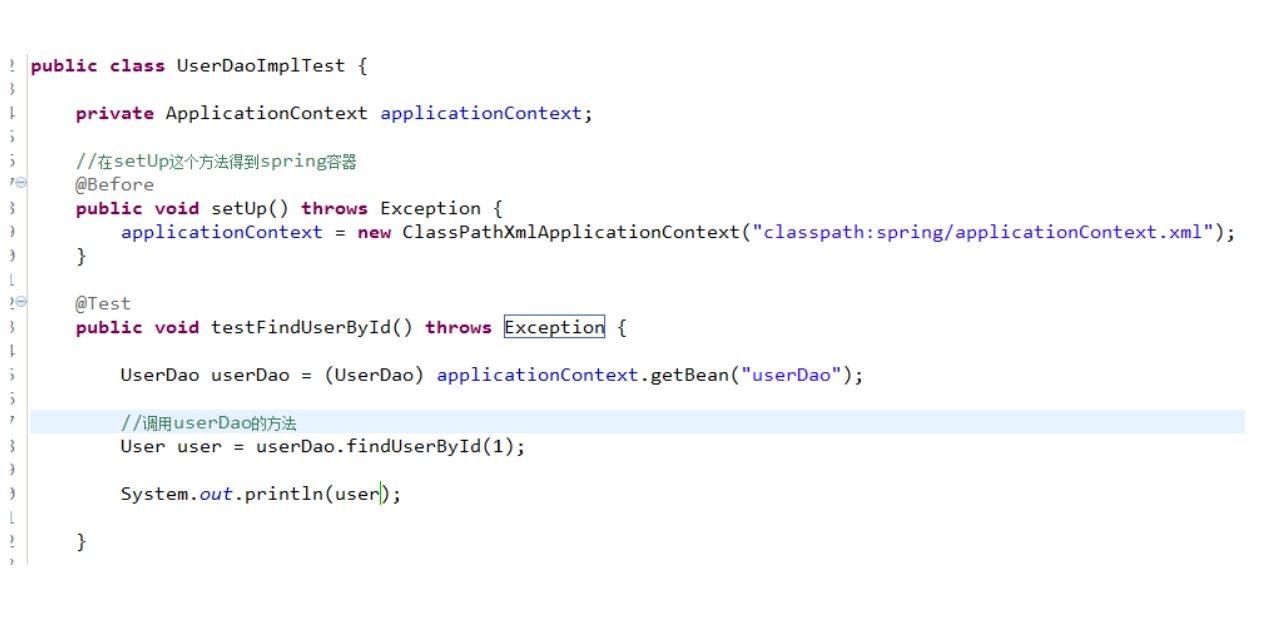 public class UserDaoImplTest {
private ApplicationContext applicationContext;
//在setUp这个方法得到spring容器
@Before
public void setUp() throws Exception {
applicationContext = new ClassPathXmlApplicationContext("classpath:spring/applicationContext.xml");
}
@Test
public void testFindUserById() throws Exception {
UserDao userDao = (UserDao) applicationContext.getBean("userDao");
//调用userDao的方法
User user = userDao.findUserById(1);
System.out.println(user);
}